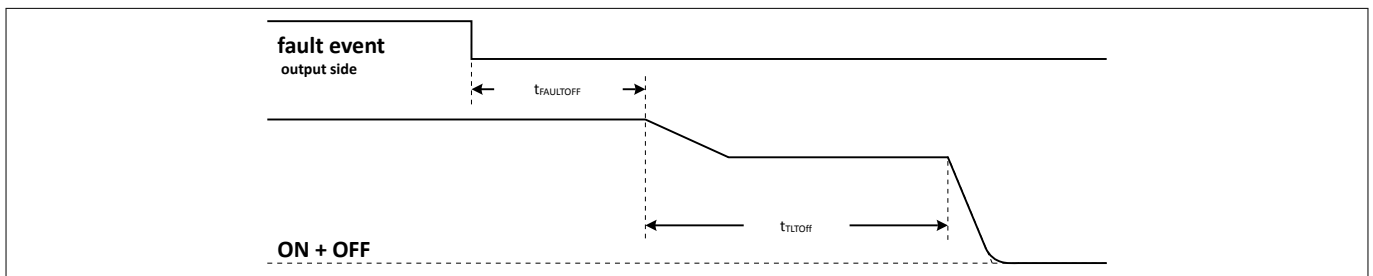 fault event
output side
tFAULTOFF
tTLTOff
ON + OFF